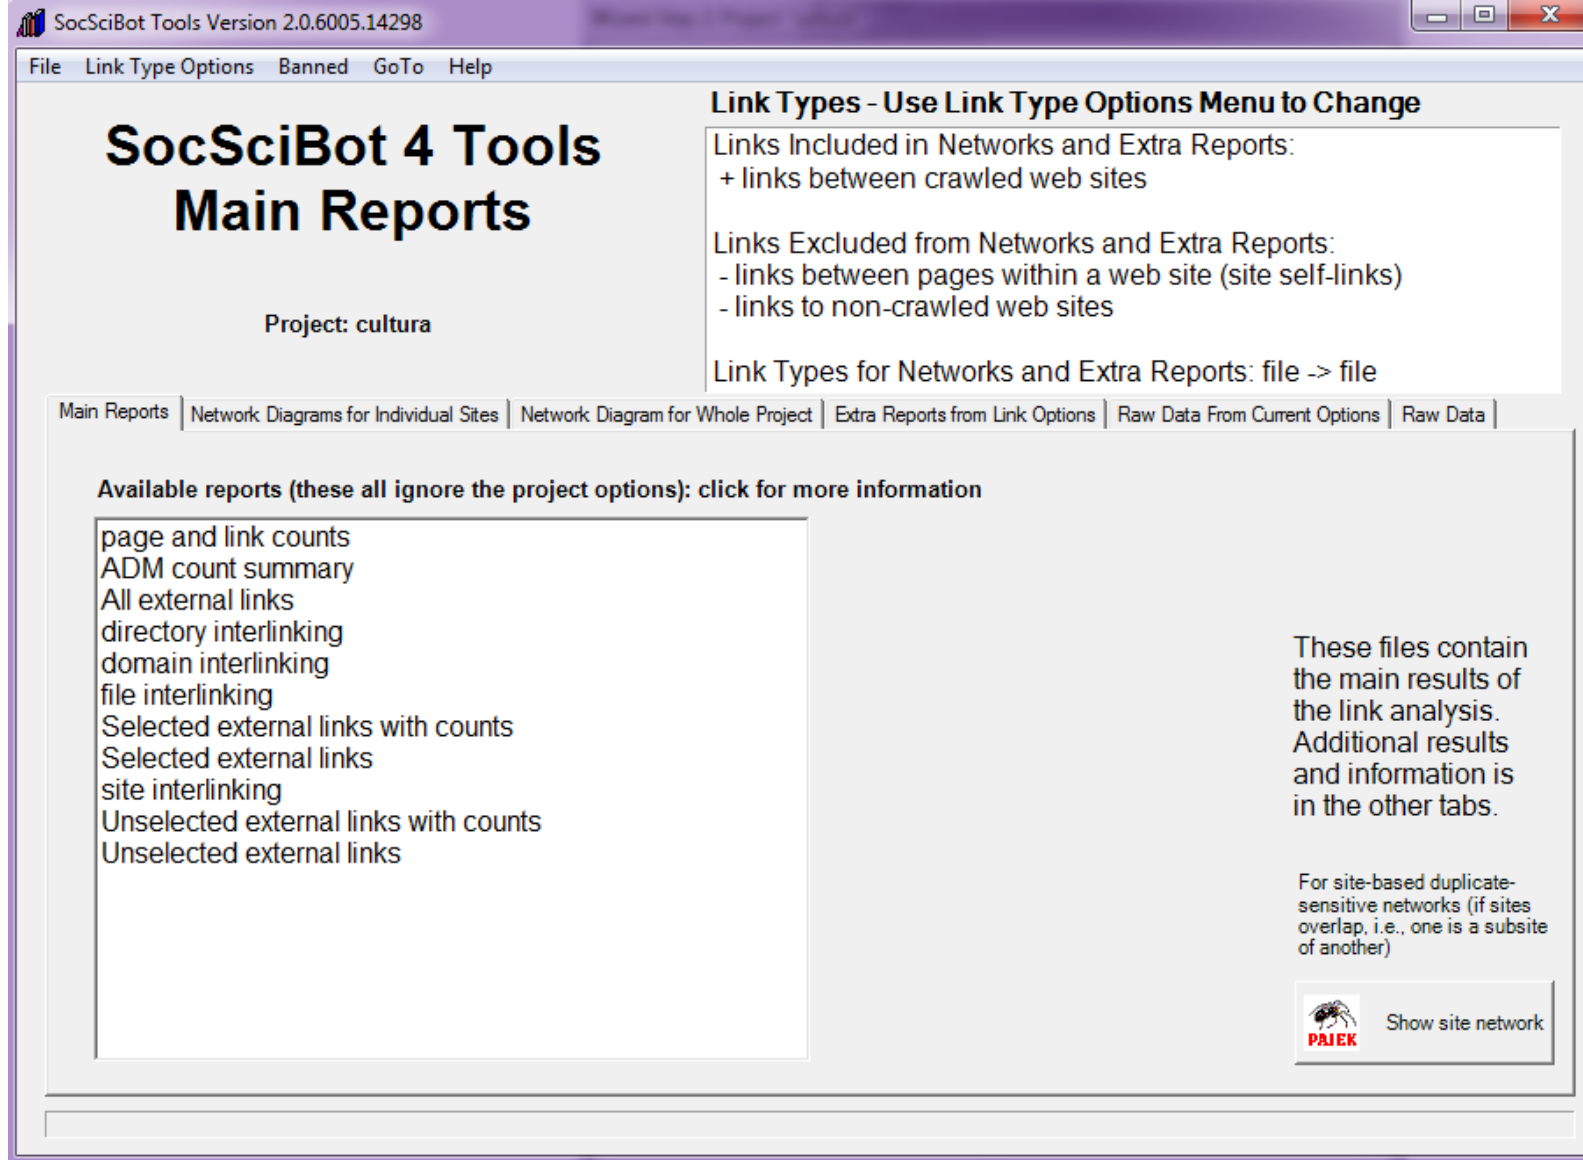 SocSciBot Tools Version 2.0.6005.14298
File Link Type Options Banned GoTo Help
SocSciBot 4 Tools
Main Reports
Project: cultura
Link Types - Use Link Type Options Menu to Change
Links Included in Networks and Extra Reports:
+ links between crawled web sites
Links Excluded from Networks and Extra Reports:
- links between pages within a web site (site self-links)
- links to non-crawled web sites
Link Types for Networks and Extra Reports: file -> file
Main Reports Network Diagrams for Individual Sites Network Diagram for Whole Project Extra Reports from Link Options Raw Data From Current Options Raw Data
Available reports (these all ignore the project options): click for more information
page and link counts
ADM count summary
All external links
directory interlinking
domain interlinking
file interlinking
Selected external links with counts
Selected external links
site interlinking
Unselected external links with counts
Unselected external links
These files contain
the main results of
the link analysis.
Additional results
and information is
in the other tabs.
For site-based duplicate-
sensitive networks (if sites
overlap, i.e., one is a subsite
of another)
PAJEK
Show site network